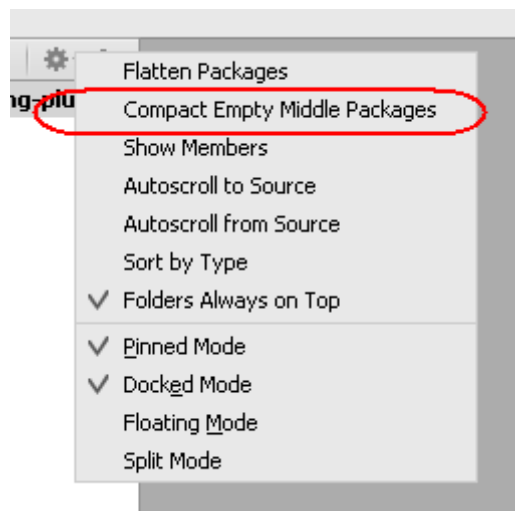 Flatten Packages
Compact Empty Middle Packages
Show Members
Autoscroll to Source
Autoscroll from Source
Sort by Type
Folders Always on Top
Pinned Mode
Docked Mode
Floating Mode
Split Mode